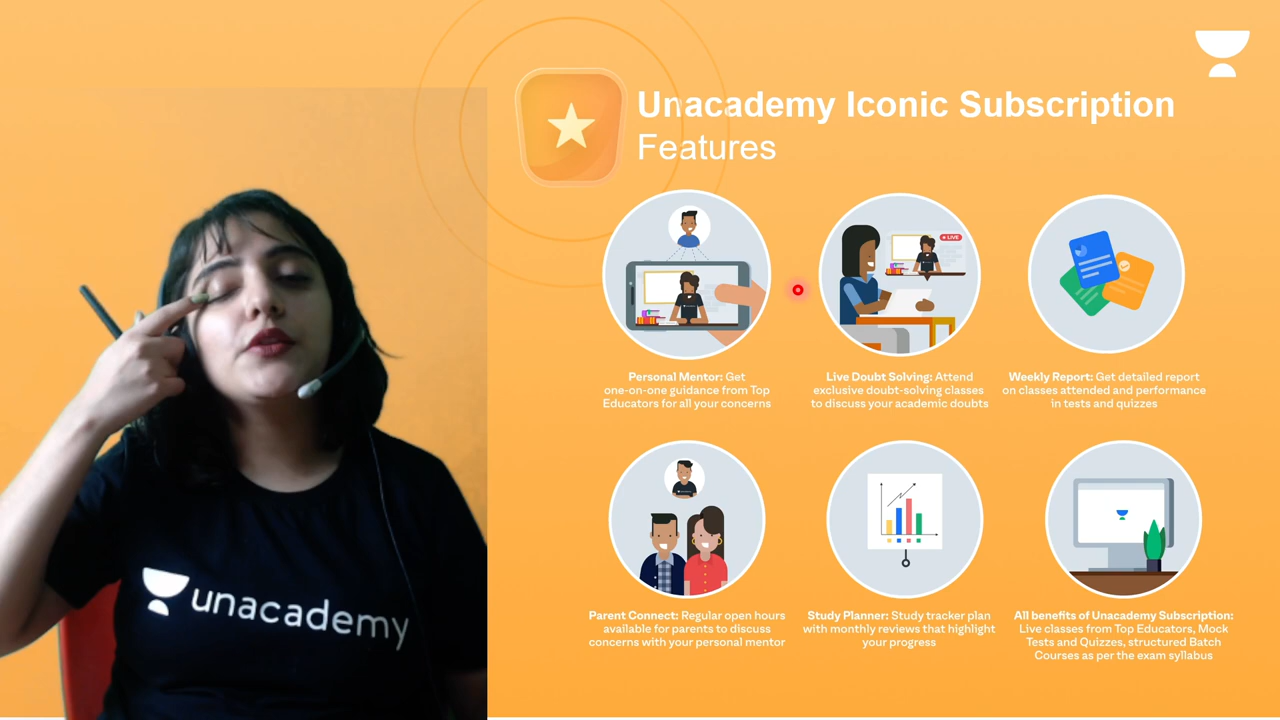 Unacademy Iconic Subscription
Features
LIVE
Personal Mentor: Get
one-on-one guidance from Top
Educators for all your concerns
Live Doubt Solving: Attend
exclusive doubt-solving classes
to discuss your academic doubts
Weekly Report: Get detailed report
on classes attended and performance
in tests and quizzes
Parent Connect: Regular open hours
available for parents to discuss
concerns with your personal mentor
Study Planner: Study tracker plan
with monthly reviews that highlight
your progress
All benefits of Unacademy Subscription:
Live classes from Top Educators, Mock
Tests and Quizzes, structured Batch
Courses as per the exam syllabus
unacademy